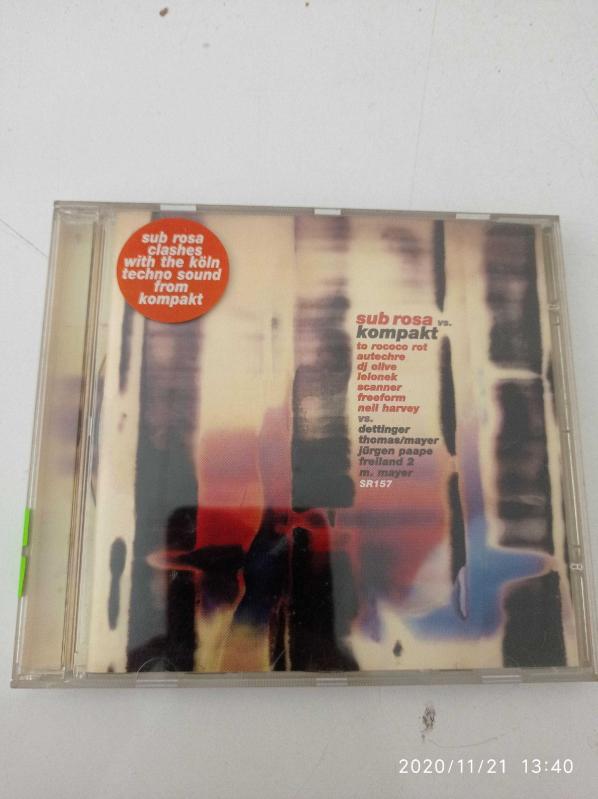 sub rosa
clashes
with the köln
techno sound
from
kompakt
sub rosa vs.
kompakt
to rococo rot
autechre
dj olive
lelonek
scanner
freeform
neil harvey
vs.
dettinger
thomas/mayer
jürgen paape
freiland 2
m. mayer
SR157
2020/11/21 13:40